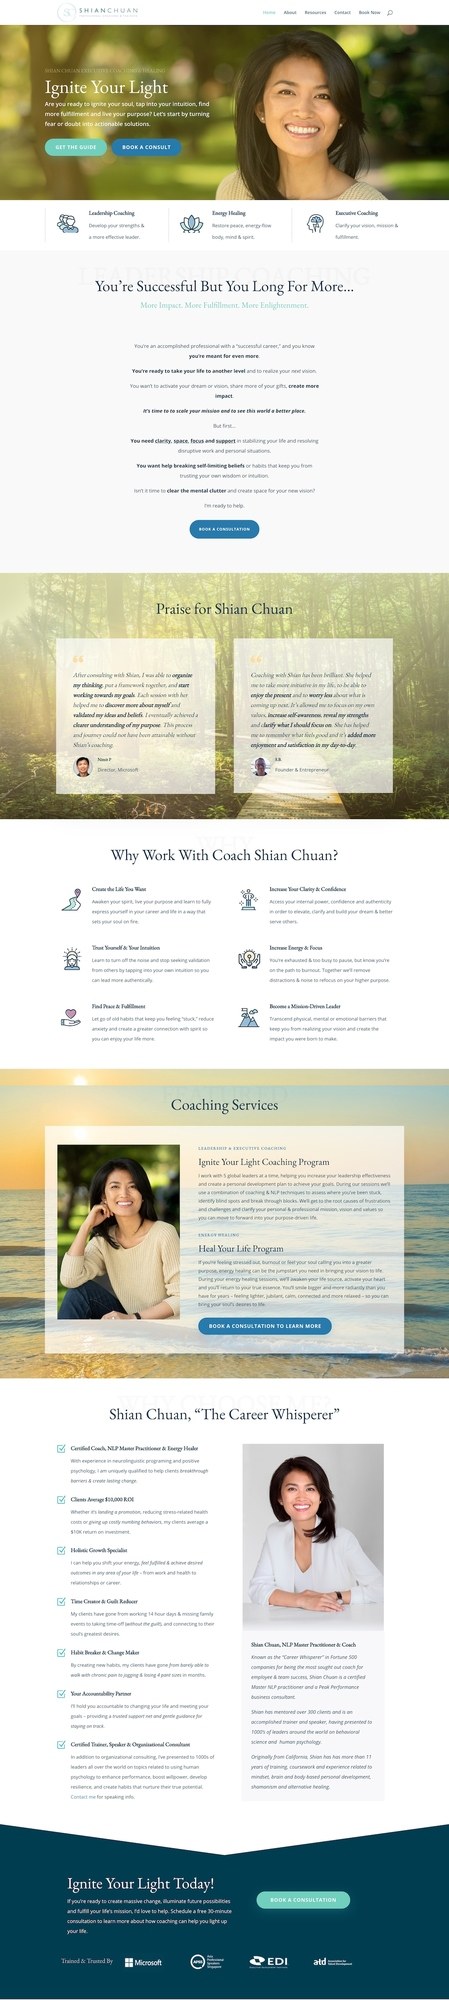 SHIANCHUAN
Home
About
Resources
Contact
Book Now
Ignite Your Light
Are you ready to ignite your soul, tap into your intuition, find
more fulfillment and live your purpose? Let's start by turning
fear or doubt into actionable solutions.
GET THE GUIDE
BOOK A CONSULT
Leadership Coaching
Develop your strengths &
a more effective leader.
Energy Healing
Restore peace, energy-flow
body, mind & spirit.
Executive Coaching
Clarify your vision, mission &
fulfillment.
LEADERSHIP COACHING
You're Successful But You Long For More...
More Impact. More Fulfillment. More Enlightenment.
You're an accomplished professional with a "successful career," and you know
you're meant for even more.
You're ready to take your life to another level and to realize your next vision.
You want to activate your dream or vision, share more of your gifts, create more
impact.
It's time to to scale your mission and to see this world a better place.
But first...
You need clarity, space, focus and support in stabilizing your life and resolving
disruptive work and personal situations.
You want help breaking self-limiting beliefs or habits that keep you from
trusting your own wisdom or intuition.
Isn't it time to clear the mental clutter and create space for your new vision?
I'm ready to help.
BOOK A CONSULTATION
Praise for Shian Chuan
After consulting with Shian, I was able to organize
my thinking, put a framework together, and start
working towards my goals. Each session with her
helped me to discover more about myself and
validated my ideas and beliefs. I eventually achieved a
clearer understanding of my purpose. This process
and journey could not have been attainable without
Shian's coaching.
Director, Microsoft
Coaching with Shian has been brilliant. She helped
me to take more initiative in my life, to be able to
enjoy the present and to worry less about what is
coming up next. It's allowed me to focus on my own
values, increase self-awareness, reveal my strengths
and clarify what I should focus on. She has helped
me to remember what feels good and it's added more
enjoyment and satisfaction in my day-to-day.
Founder & Entrepreneur
WHY
Why Work With Coach Shian Chuan?
Create the Life You Want
Awaken your spirit, live your purpose and learn to fully
express yourself in your career and life in a way that
sets your soul on fire.
Increase Your Clarity & Confidence
Access your internal power, confidence and authenticity
in order to elevate, clarify and build your dream & better
serve others.
Trust Yourself & Your Intuition
Learn to turn off the noise and stop seeking validation
from others by tapping into your own intuition so you
can lead more authentically.
Increase Energy & Focus
You're exhausted & too busy to pause, but know you're
on the path to burnout. Together we'll remove
distractions & noise to refocus on your higher purpose.
Find Peace & Fulfillment
Let go of old habits that keep you feeling "stuck," reduce
anxiety and create a greater connection with spirit so
you can enjoy your life more.
Become a Mission-Driven Leader
Transcend physical, mental or emotional barriers that
keep you from realizing your vision and create the
impact you were born to make.
Coaching Services
LEADERSHIP & EXECUTIVE COACHING
Ignite Your Light Coaching Program
I work with 5 global leaders at a time, helping you increase your leadership effectiveness
and create a personal development plan to achieve your goals. During our sessions we'll
use a combination of coaching & NLP techniques to assess where you've been stuck,
identify blind spots and break through blocks. We'll get to the root causes of frustrations
and challenges and clarify your personal & professional mission, vision and values so
you can move to forward into your purpose-driven life.
ENERGY HEALING
Heal Your Life Program
If you're feeling stressed out, burnout or feel your soul calling you into a greater
purpose, energy healing can be the jumpstart you need in bringing your vision to life.
During your energy healing sessions, we'll awaken your life source, activate your heart
and you'll return to your true essence. You'll smile bigger and more radiantly than you
have for years – feeling lighter, jubilant, calm, connected and more relaxed – so you can
bring your soul's desires to life.
BOOK A CONSULTATION TO LEARN MORE
WHY CHOOSE ME?
Shian Chuan, "The Career Whisperer"
Certified Coach, NLP Master Practitioner & Energy Healer
With experience in neurolinguistic programing and positive
psychology, I am uniquely qualified to help clients breakthrough
barriers & create lasting change.
Clients Average $10,000 ROI
Whether it's landing a promotion, reducing stress-related health
costs or giving up costly numbing behaviors, my clients average a
$10K return on investment.
Holistic Growth Specialist
I can help you shift your energy, feel fulfilled & achieve desired
outcomes in any area of your life – from work and health to
relationships or career.
Time Creator & Guilt Reducer
My clients have gone from working 14 hour days & missing family
events to taking time off (without the guilt), and connecting to their
soul's greatest desires.
Habit Breaker & Change Maker
By creating new habits, my clients have gone from barely able to
walk with chronic pain to jogging & losing 4 pant sizes in months.
Your Accountability Partner
I'll hold you accountable to changing your life and meeting your
goals – providing a trusted support net and gentle guidance for
staying on track.
Certified Trainer, Speaker & Organizational Consultant
In addition to organizational consulting, I've presented to 1000s of
leaders all over the world on topics related to using human
psychology to enhance performance, boost willpower, develop
resilience, and create habits that nurture their true potential.
Contact me for speaking info.
Shian Chuan, NLP Master Practitioner & Coach
Known as the "Career Whisperer" in Fortune 500
companies for being the most sought out coach for
employee & team success, Shian Chuan is a certified
Master NLP practitioner and a Peak Performance
business consultant.
Shian has mentored over 300 clients and is an
accomplished trainer and speaker, having presented to
1000's of leaders around the world on behavioral
science and human psychology.
Originally from California, Shian has has more than 11
years of training, coursework and experience related to
mindset, brain and body based personal development,
shamanism and alternative healing.
Ignite Your Light Today!
If you're ready to create massive change, illuminate future possibilities
and fulfill your life's mission, I'd love to help. Schedule a free 30-minute
consultation to learn more about how coaching can help you light up
your life.
BOOK A CONSULTATION
Trained & Trusted By
Microsoft
EDI
atd